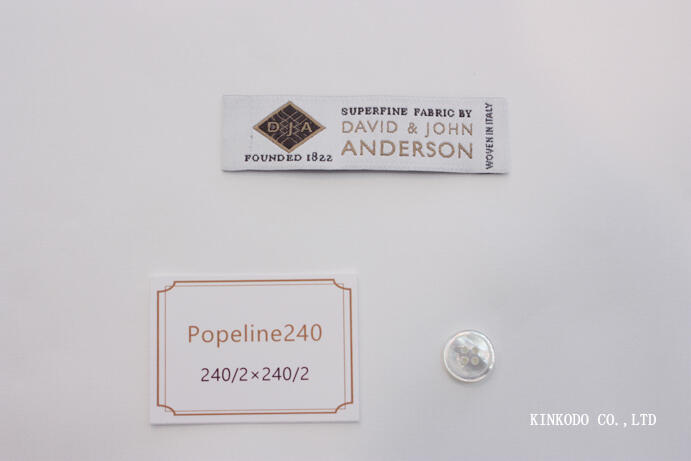 DJA
FOUNDED 1822
SUPERFINE FABRIC BY
DAVID & JOHN
ANDERSON
WOVEN IN ITALY
Popeline240
240/2×240/2
KINKODO CO.,LTD